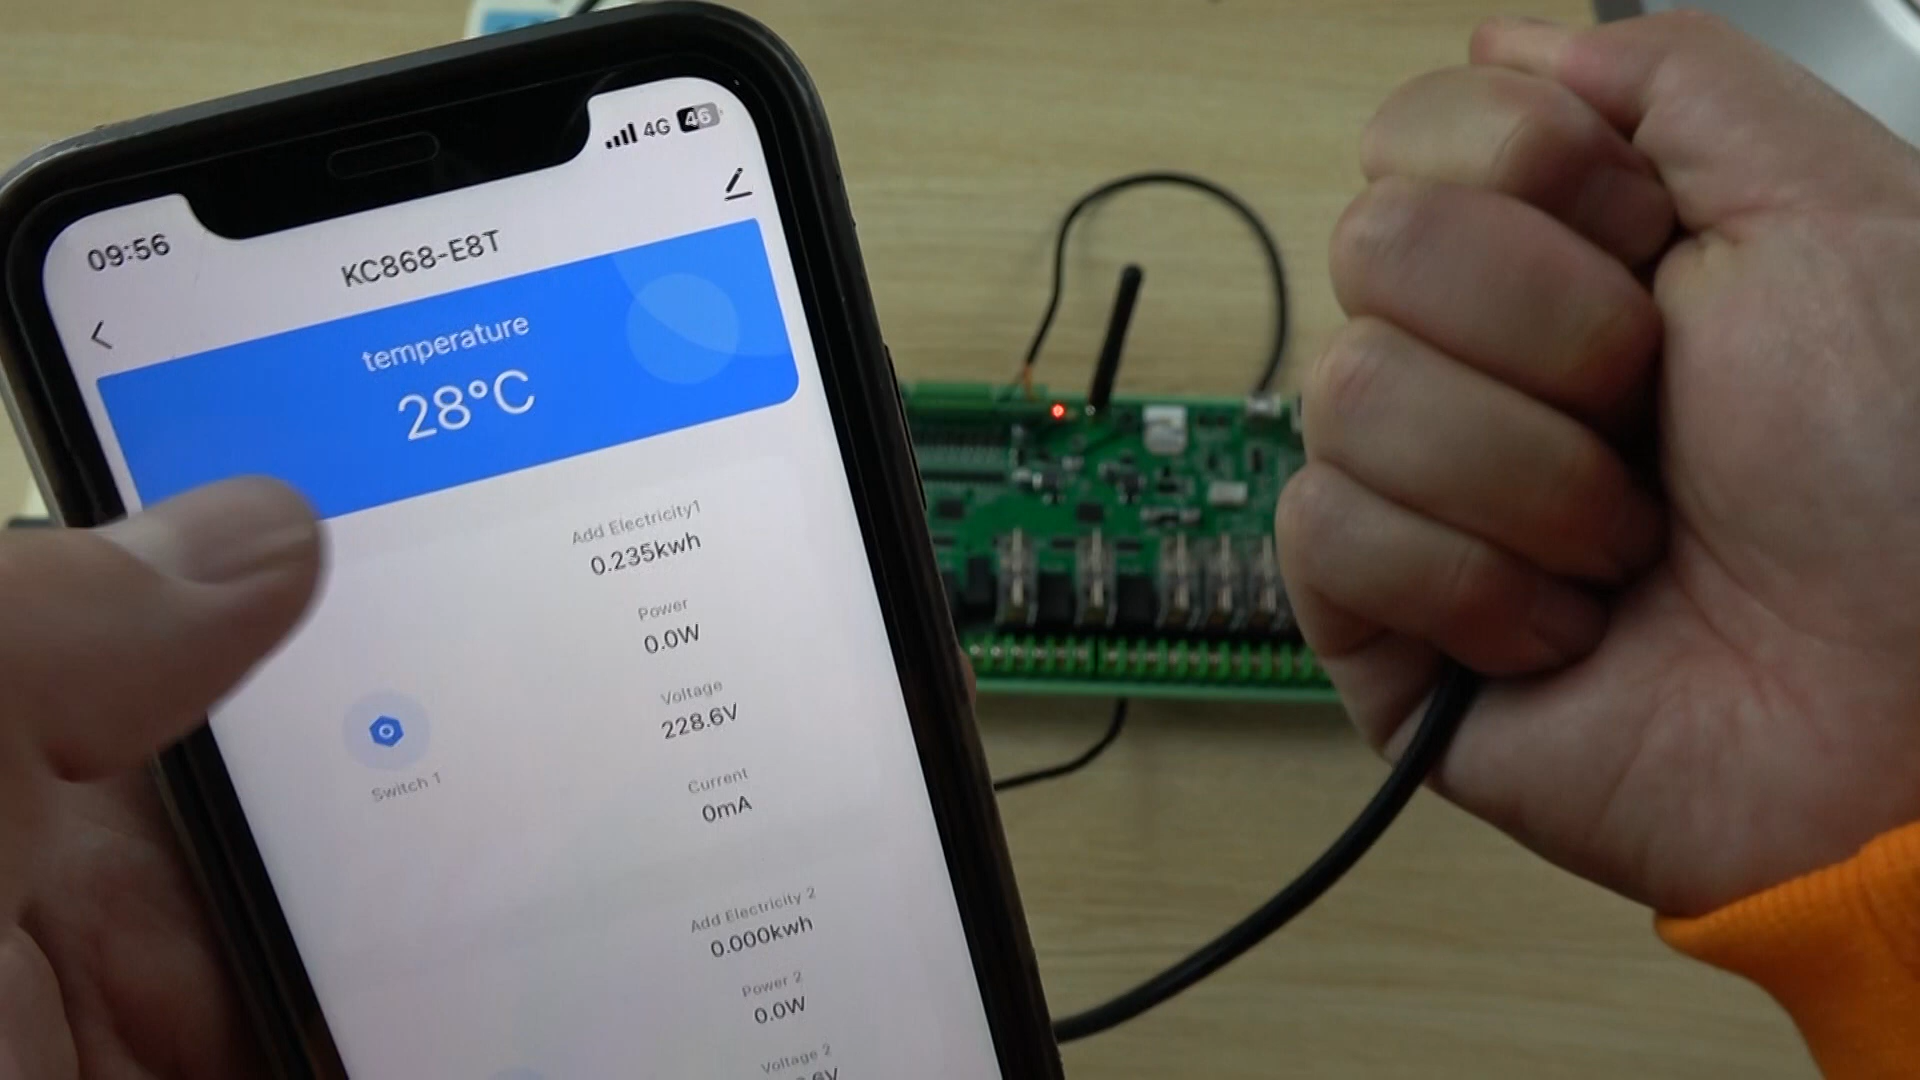 09:56
4G 46
KC868-E8T
temperature
28°C
Add Electricity1
0.235kwh
Power
0.0W
Voltage
228.6V
Switch 1
Current
0mA
Add Electricity 2
0.000kwh
Power 2
0.0W
Voltage 2